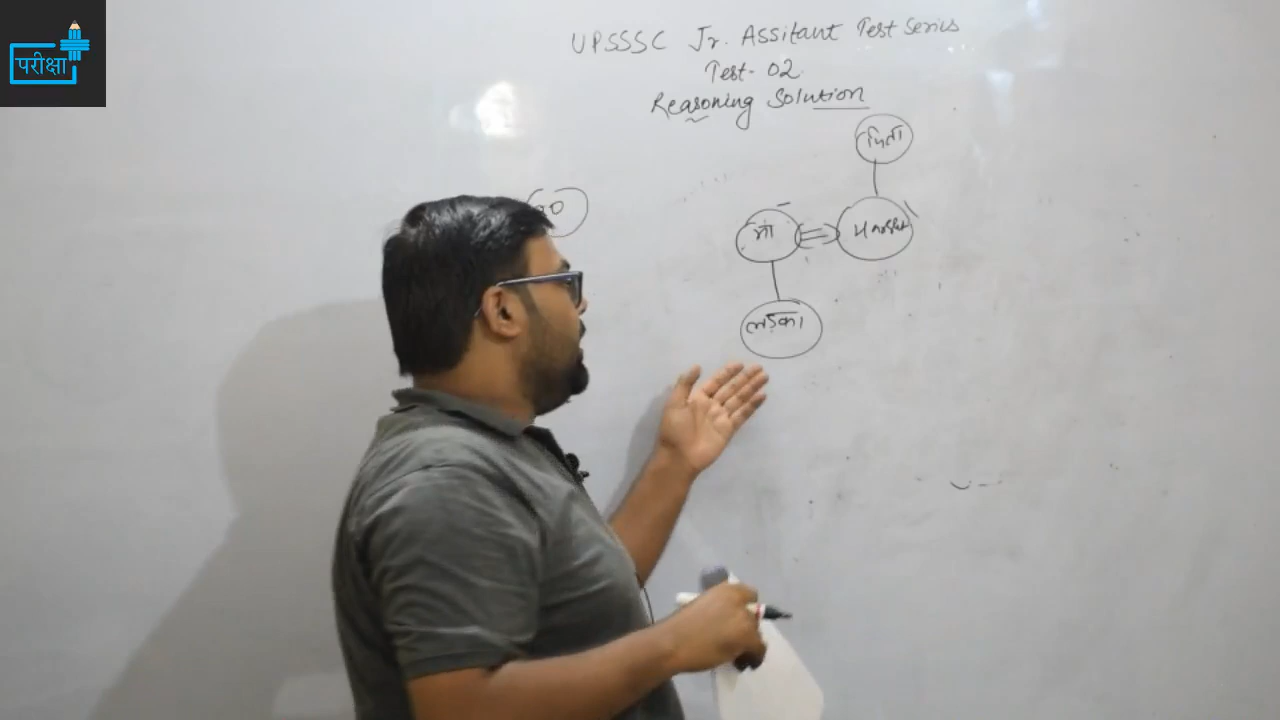 परीक्षा
UPSSSC Jr. Assitant Test Series
Test-02
Reasoning Solution
पिता
माँ
लड़का